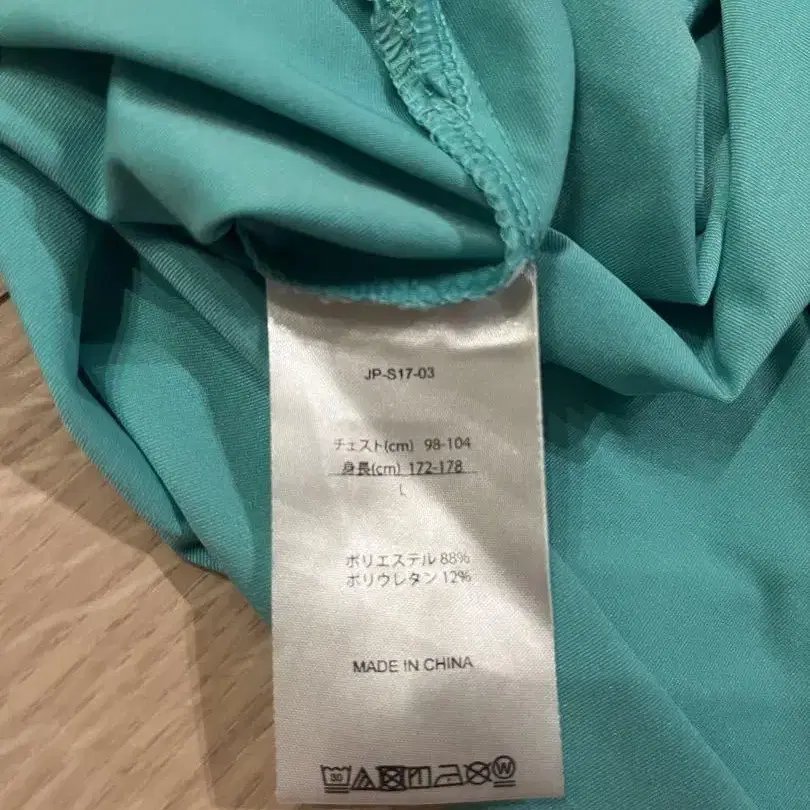 JP-S17-03
チェスト(cm) 98-104
身長(cm) 172-178
L
ポリエステル 88%
ポリウレタン 12%
MADE IN CHINA
30 W